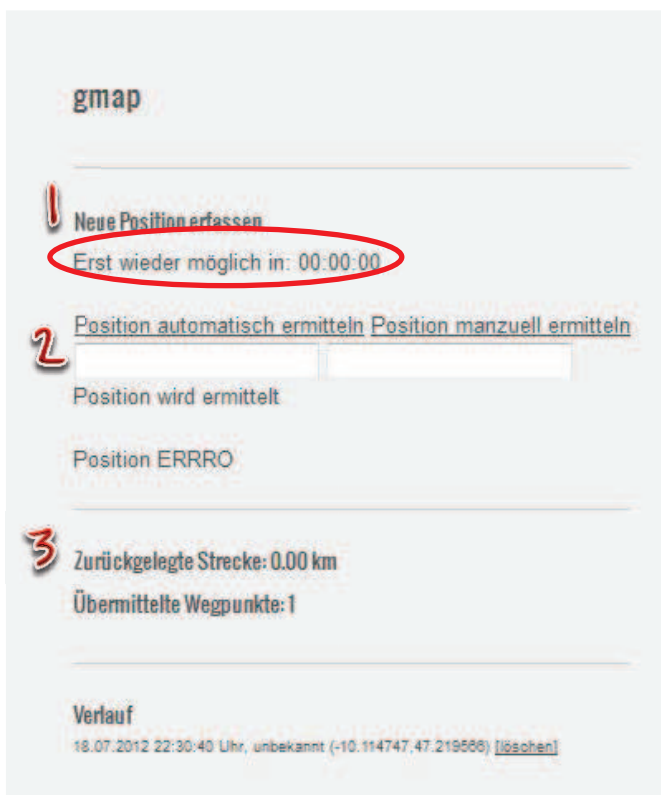 gmap
1
Neue Position erfassen
Erst wieder möglich in: 00:00:00
Position automatisch ermitteln Position manzuell ermitteln
2
Position wird ermittelt
Position ERRRO
3
Zurückgelegte Strecke: 0.00 km
Übermittelte Wegpunkte: 1
Verlauf
18.07.2012 22:30:40 Uhr, unbekannt (-10.114747,47.219566) [löschen]